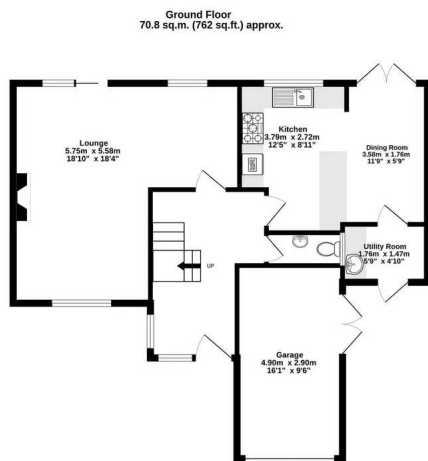 Ground Floor
70.8 sq.m. (762 sq.ft.) approx.
Lounge
5.75m x 5.58m
18'10" x 18'4"
Kitchen
3.79m x 2.72m
12'5" x 8'11"
Dining Room
3.58m x 1.76m
11'9" x 5'9"
Utility Room
1.76m x 1.47m
5'9" x 4'10"
UP
Garage
4.90m x 2.90m
16'1" x 9'6"